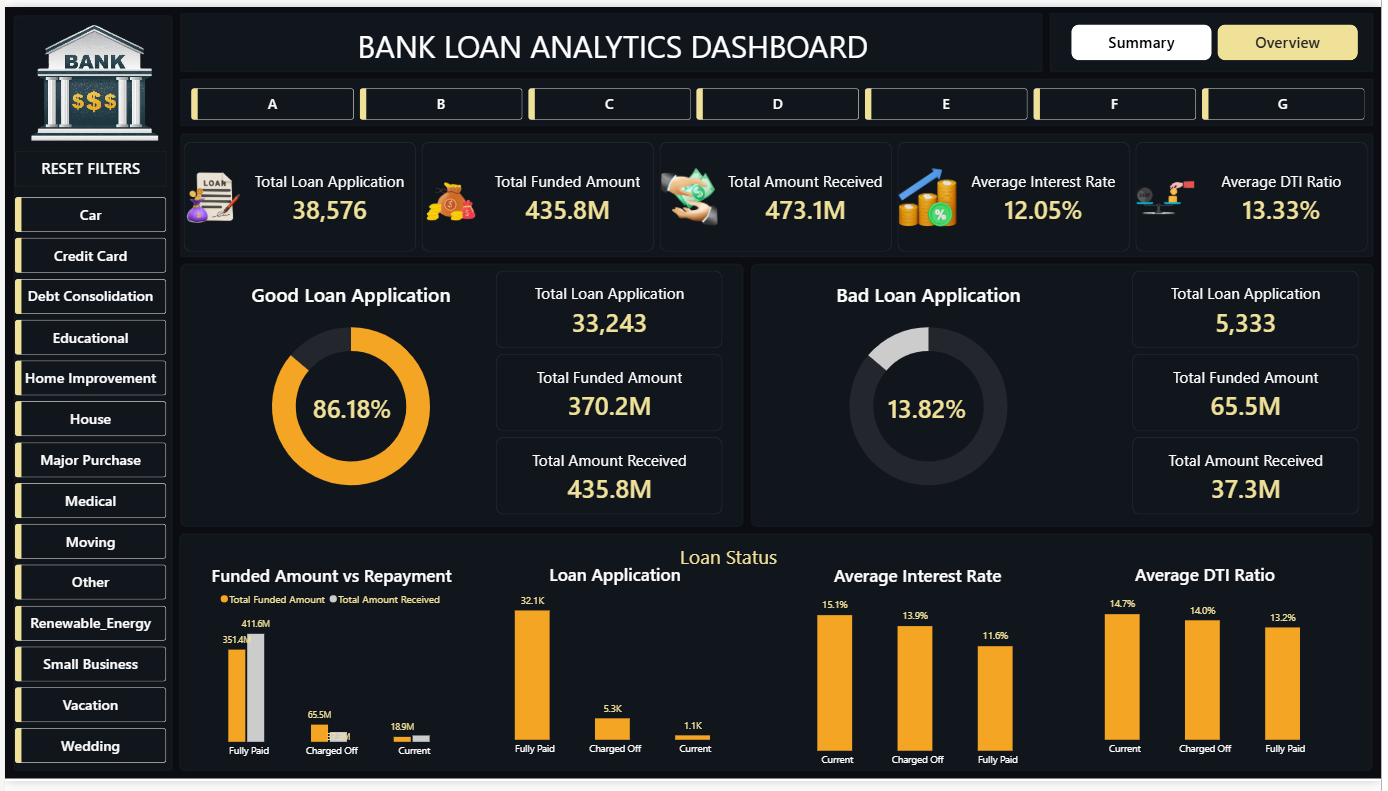 BANK
$$$
BANK LOAN ANALYTICS DASHBOARD
Summary
Overview
A
B
C
D
E
F
G
RESET FILTERS
Car
Credit Card
Debt Consolidation
Educational
Home Improvement
House
Major Purchase
Medical
Moving
Other
Renewable_Energy
Small Business
Vacation
Wedding
LOAN
Total Loan Application
38,576
$
Total Funded Amount
435.8M
$
Total Amount Received
473.1M
%
Average Interest Rate
12.05%
Average DTI Ratio
13.33%
Good Loan Application
86.18%
Total Loan Application
33,243
Total Funded Amount
370.2M
Total Amount Received
435.8M
Bad Loan Application
13.82%
Total Loan Application
5,333
Total Funded Amount
65.5M
Total Amount Received
37.3M
Loan Status
Funded Amount vs Repayment
Total Funded Amount Total Amount Received
411.6M
351.4M
65.5M
18.9M
Fully Paid Charged Off Current
Loan Application
32.1K
5.3K
1.1K
Fully Paid Charged Off Current
Average Interest Rate
15.1%
13.9%
11.6%
Current Charged Off Fully Paid
Average DTI Ratio
14.7%
14.0%
13.2%
Current Charged Off Fully Paid